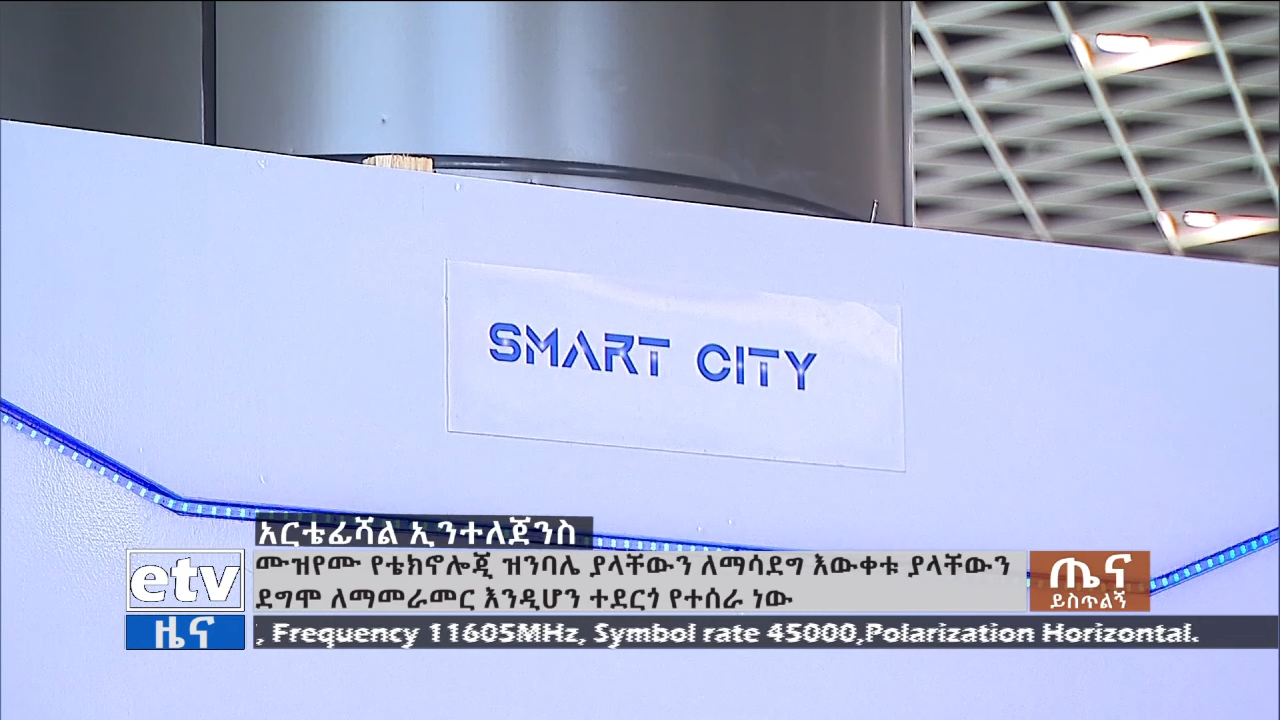 SMART CITY
አርቴፊሻል ኢንተለጀንስ
ሙዝየሙ የቴክኖሎጂ ዝንባሌ ያላቸውን ለማሳደግ እውቀቱ ያላቸውን
ደግሞ ለማመራመር እንዲሆን ተደርጎ የተሰራ ነው
etv
ዜና
ጤና
ይስጥልኝ
, Frequency 11605MHz, Symbol rate 45000,Polarization Horizontal.